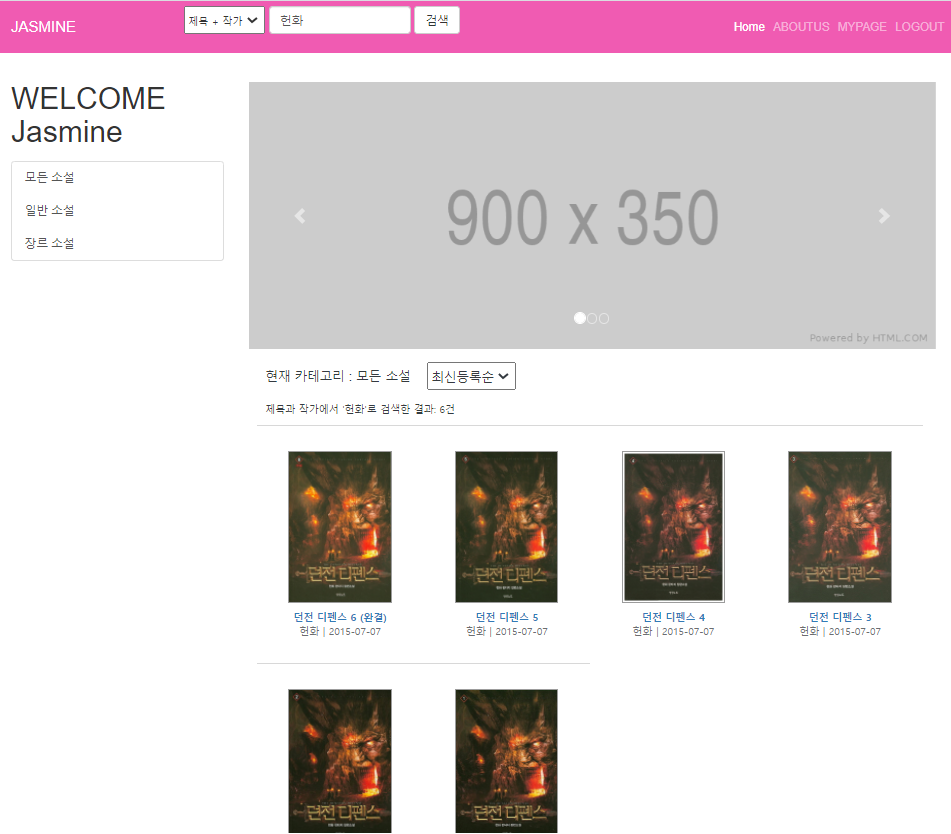 JASMINE
제목 + 작가
헌화
검색
Home ABOUTUS MYPAGE LOGOUT
WELCOME
Jasmine
모든 소설
일반 소설
장르 소설
900 x 350
Powered by HTML.COM
현재 카테고리 : 모든 소설
최신등록순
제목과 작가에서 '헌화'로 검색한 결과: 6건
던전 디펜스
던전 디펜스
던전 디펜스
던전 디펜스
던전 디펜스 6 (완결)
헌화 | 2015-07-07
던전 디펜스 5
헌화 | 2015-07-07
던전 디펜스 4
헌화 | 2015-07-07
던전 디펜스 3
헌화 | 2015-07-07
던전 디펜스
던전 디펜스